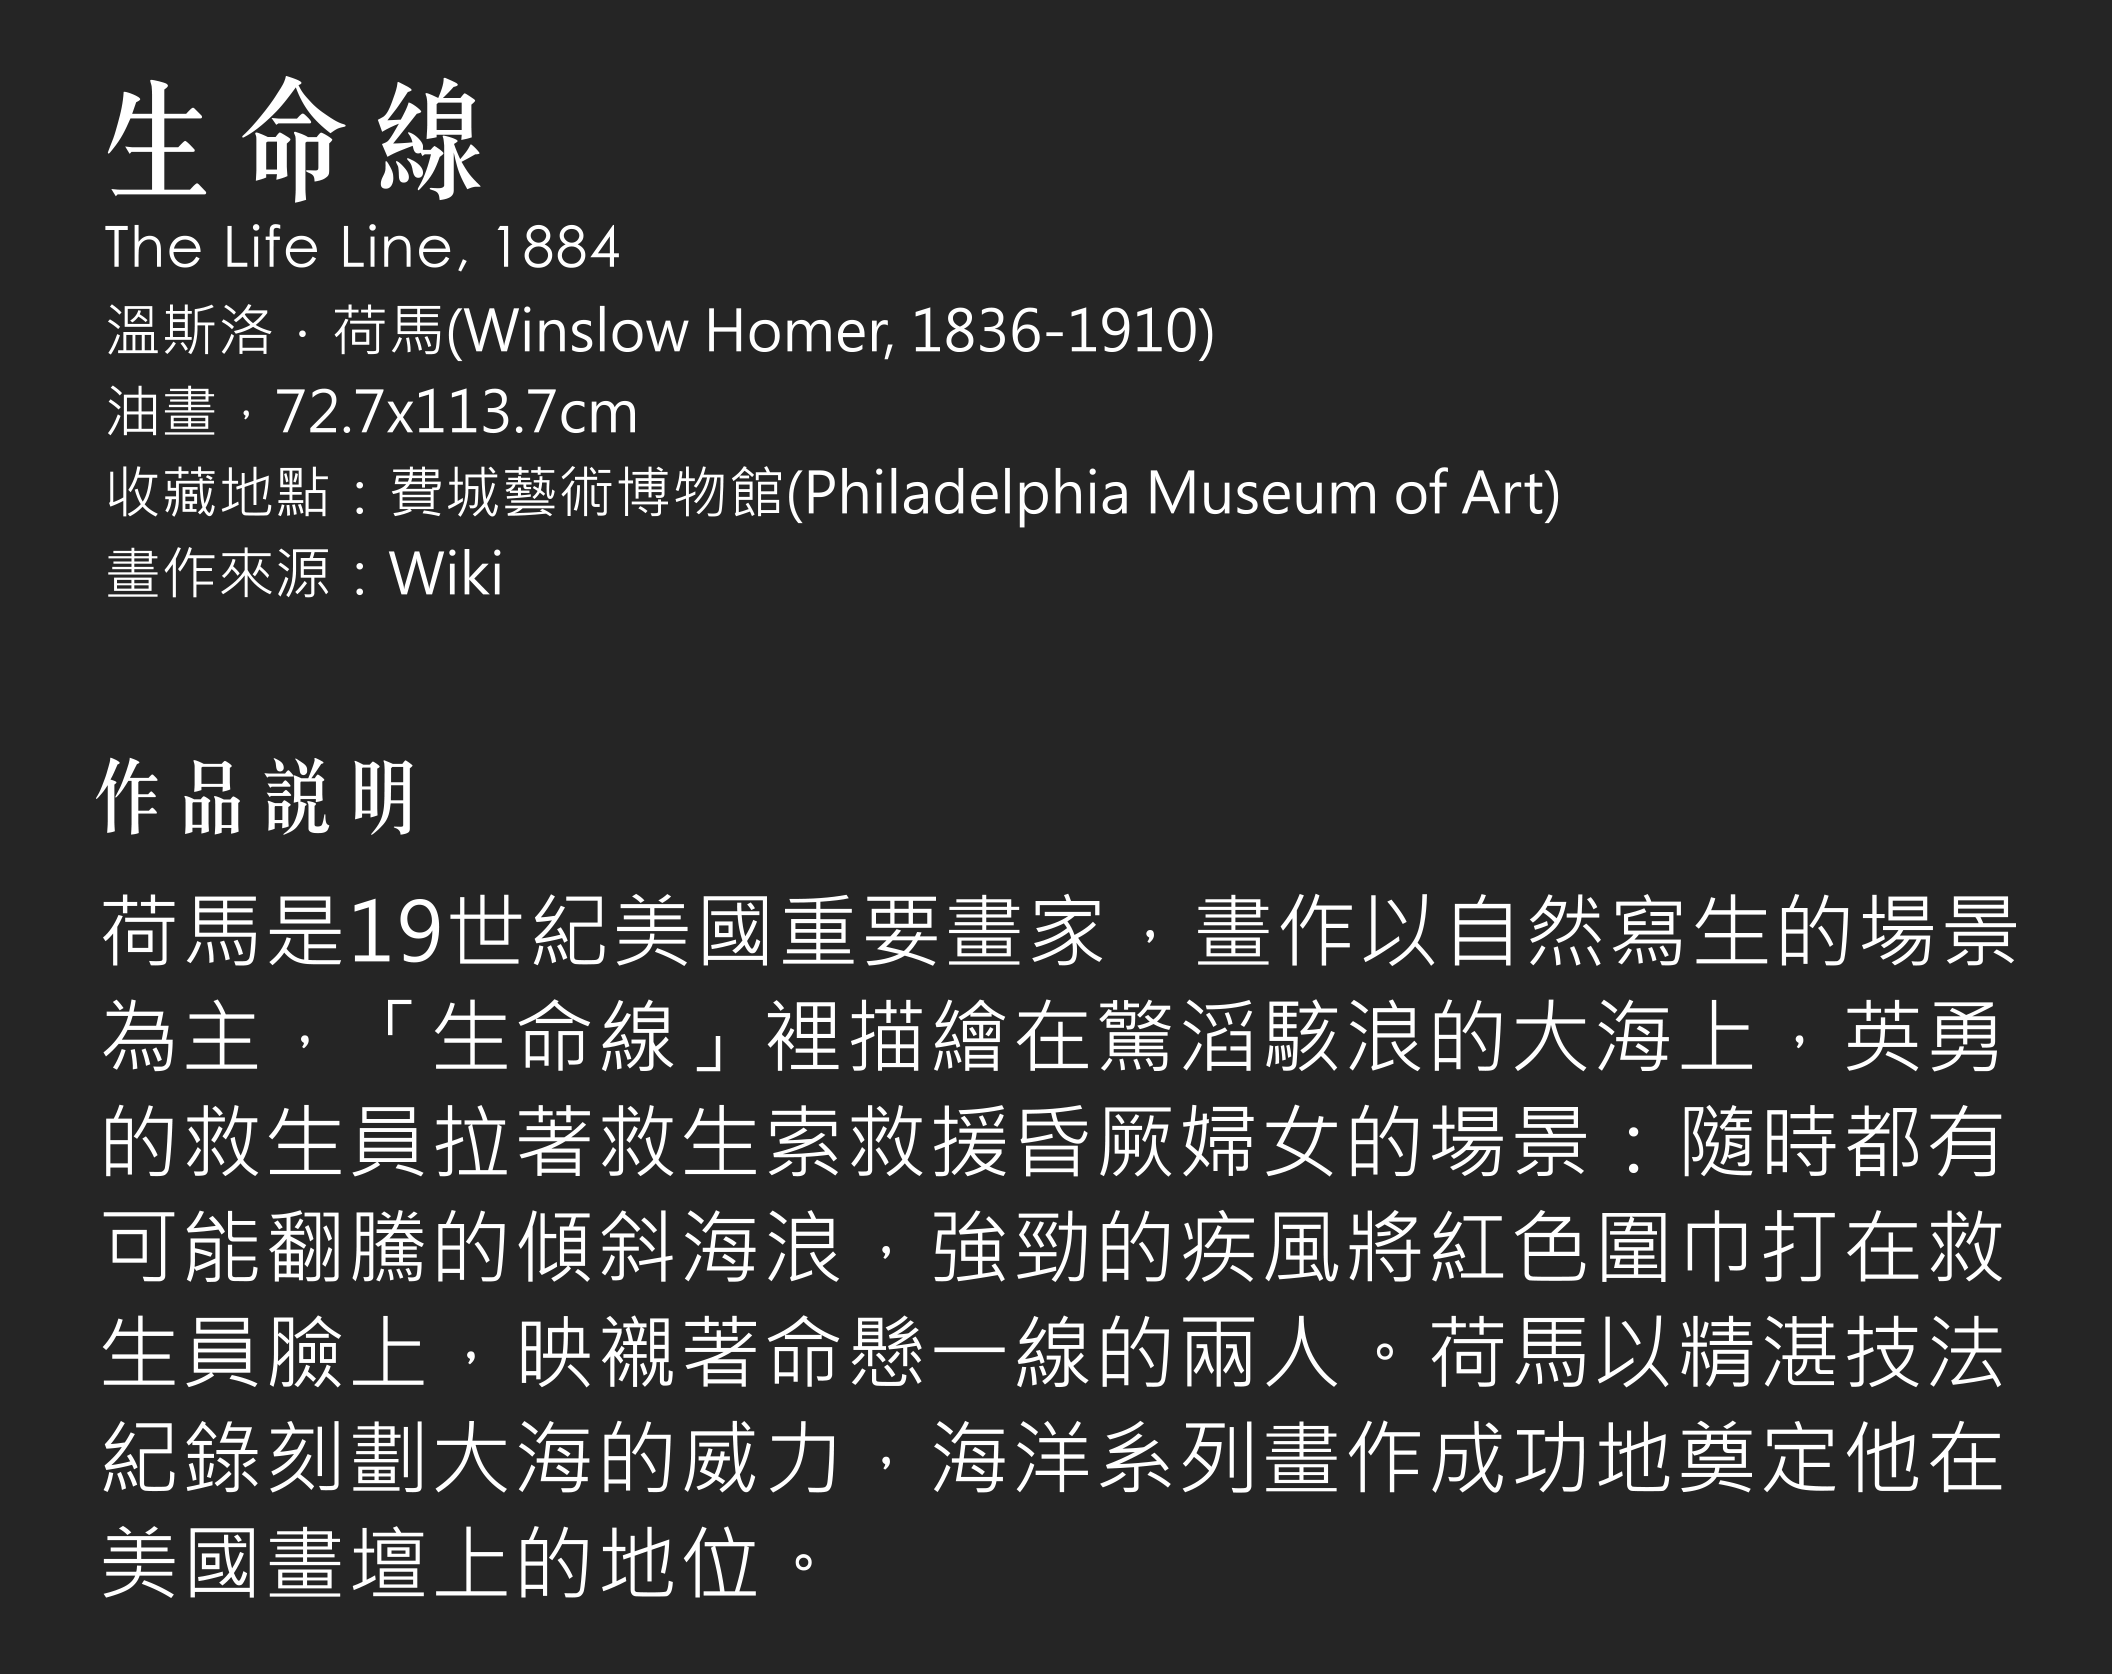 生命線
The Life Line, 1884
溫斯洛．荷馬(Winslow Homer, 1836-1910)
油畫，72.7x113.7cm
收藏地點：費城藝術博物館(Philadelphia Museum of Art)
畫作來源：Wiki
作品說明
荷馬是19世紀美國重要畫家，畫作以自然寫生的場景
為主，「生命線」裡描繪在驚滔駭浪的大海上，英勇
的救生員拉著救生索救援昏厥婦女的場景：隨時都有
可能翻騰的傾斜海浪，強勁的疾風將紅色圍巾打在救
生員臉上，映襯著命懸一線的兩人。荷馬以精湛技法
紀錄刻劃大海的威力，海洋系列畫作成功地奠定他在
美國畫壇上的地位。